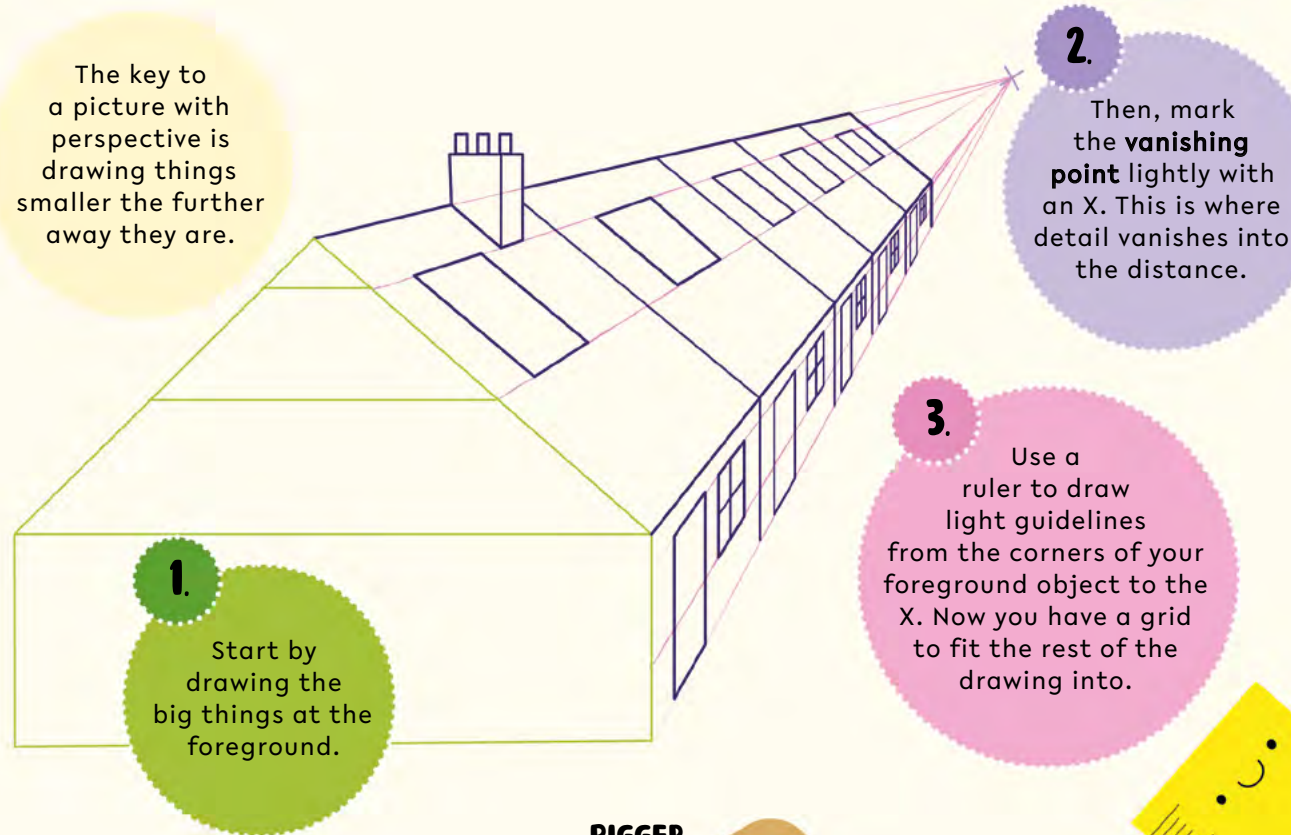 The key to
a picture with
perspective is
drawing things
smaller the further
away they are.
1.
Start by
drawing the
big things at the
foreground.
2.
Then, mark
the vanishing
point lightly with
an X. This is where
detail vanishes into
the distance.
3.
Use a
ruler to draw
light guidelines
from the corners of your
foreground object to the
X. Now you have a grid
to fit the rest of the
drawing into.
BIGGER